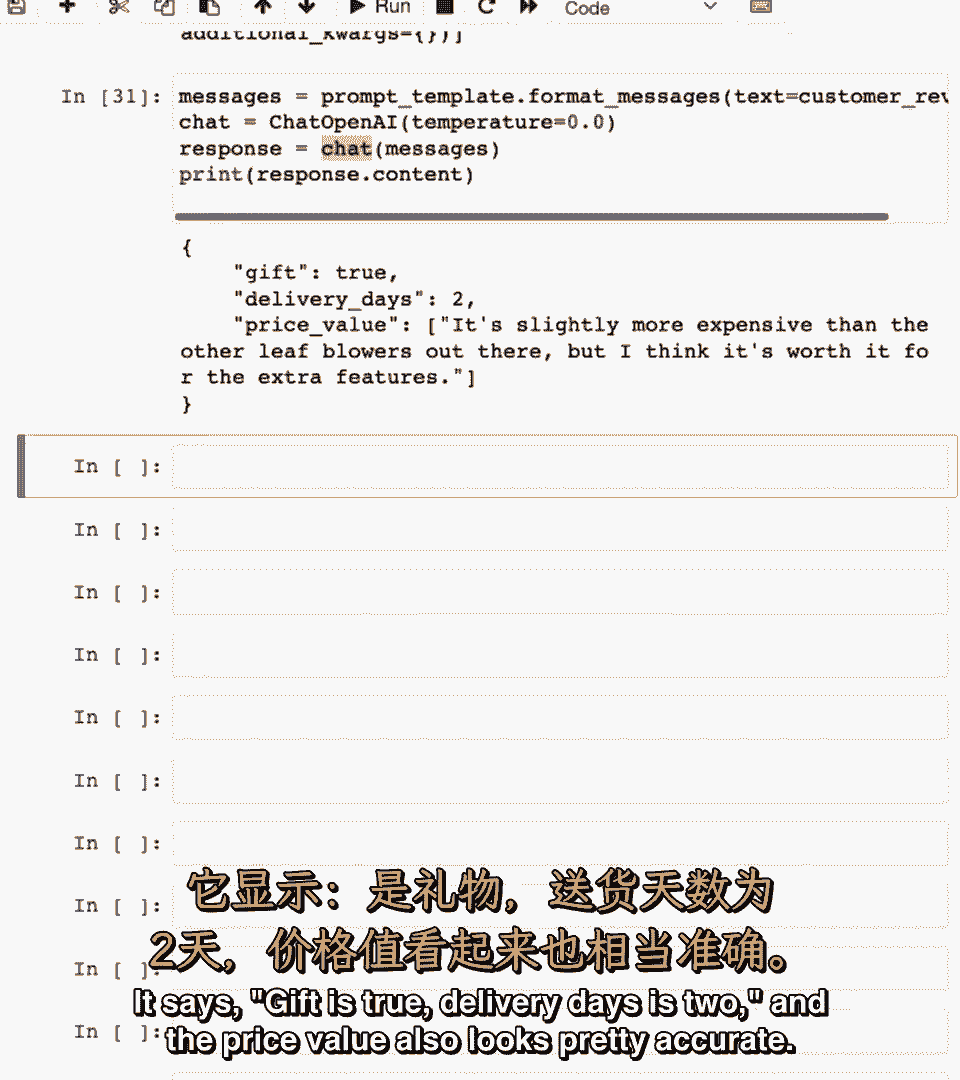 Run
Code
additional_kwargs={})]
In [31]:
messages = prompt_template.format_messages(text=customer_rev
chat = ChatOpenAI(temperature=0.0)
response = chat(messages)
print(response.content)
{
"gift": true,
"delivery_days": 2,
"price_value": ["It's slightly more expensive than the
other leaf blowers out there, but I think it's worth it fo
r the extra features."]
}
In [ ]:
In [ ]:
In [ ]:
In [ ]:
In [ ]:
In [ ]:
In [ ]:
In [ ]:
它显示：是礼物，送货天数为
In [ ]:
2天，价格值看起来也相当准确。
In [ ]:
It says, "Gift is true, delivery days is two," and
the price value also looks pretty accurate.